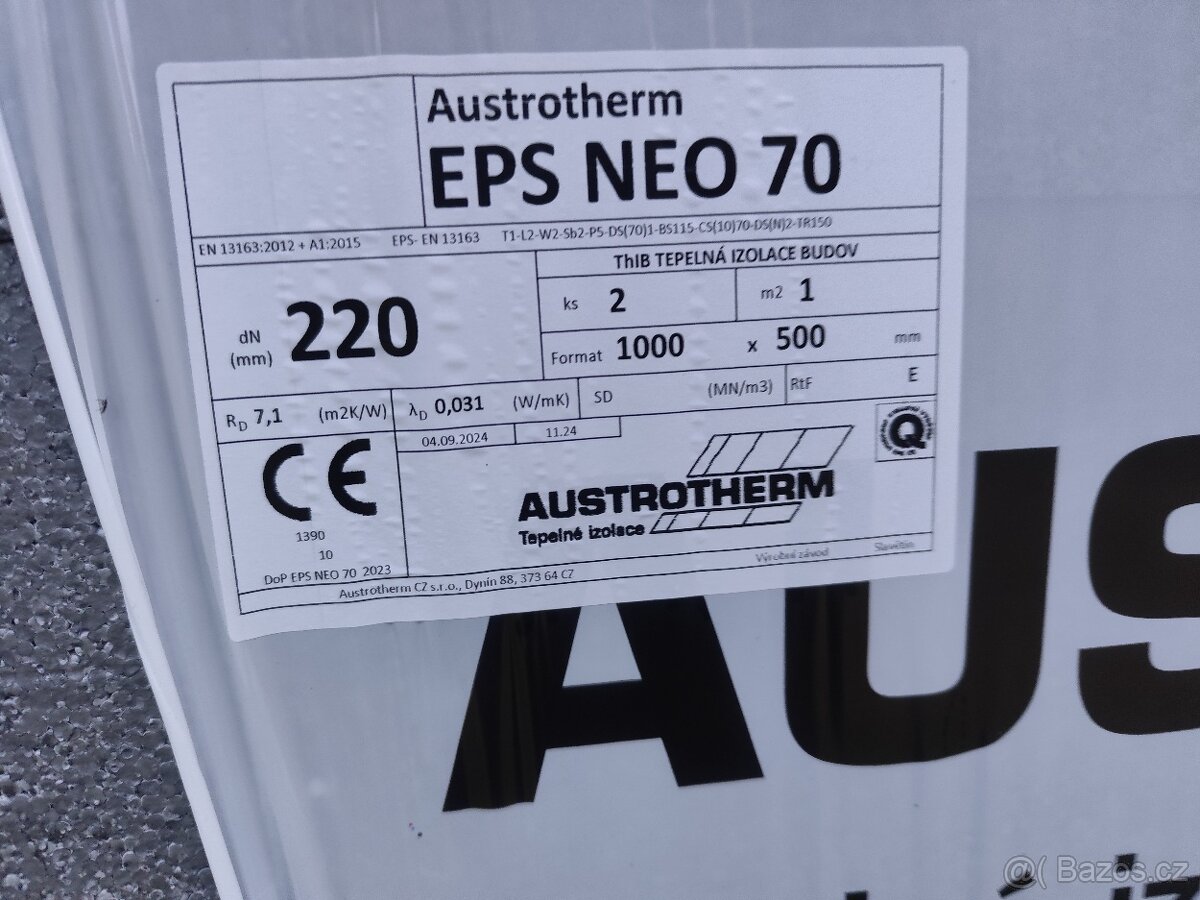 Austrotherm
EPS NEO 70
EN 13163:2012 + A1:2015 EPS- EN 13163 T1-L2-W2-Sb2-P5-DS(70)1-BS115-CS(10)70-DS(N)2-TR150
ThIB TEPELNÁ IZOLACE BUDOV
dN (mm) 220
ks 2 m2 1
Format 1000 x 500 mm
RD 7,1 (m2K/W) λD 0,031 (W/mK) SD (MN/m3) RtF E
04.09.2024 11.24
CE
1390
10
DoP EPS NEO 70 2023
Q
AUSTROTHERM
Tepelné izolace
Austrotherm CZ s.r.o., Dynín 88, 373 64 CZ Výrobní závod Slavětín
AUS
@( Bazos.cz